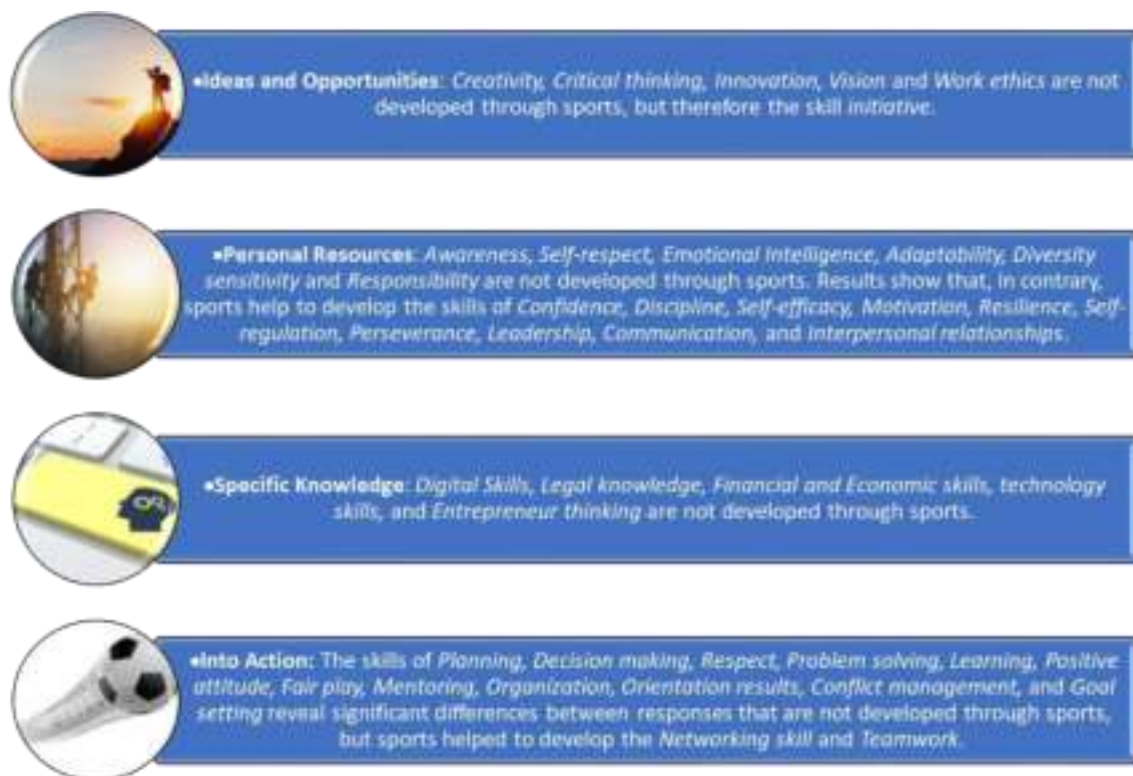 •Ideas and Opportunities: Creativity, Critical thinking, Innovation, Vision and Work ethics are not
developed through sports, but therefore the skill initiative.
•Personal Resources: Awareness, Self-respect, Emotional Intelligence, Adaptability, Diversity
sensitivity and Responsibility are not developed through sports. Results show that, in contrary,
sports help to develop the skills of Confidence, Discipline, Self-efficacy, Motivation, Resilience, Self-
regulation, Perseverance, Leadership, Communication, and Interpersonal relationships.
•Specific Knowledge: Digital Skills, Legal knowledge, Financial and Economic skills, technology
skills, and Entrepreneur thinking are not developed through sports.
•Into Action: The skills of Planning, Decision making, Respect, Problem solving, Learning, Positive
attitude, Fair play, Mentoring, Organization, Orientation results, Conflict management, and Goal
setting reveal significant differences between responses that are not developed through sports,
but sports helped to develop the Networking skill and Teamwork.